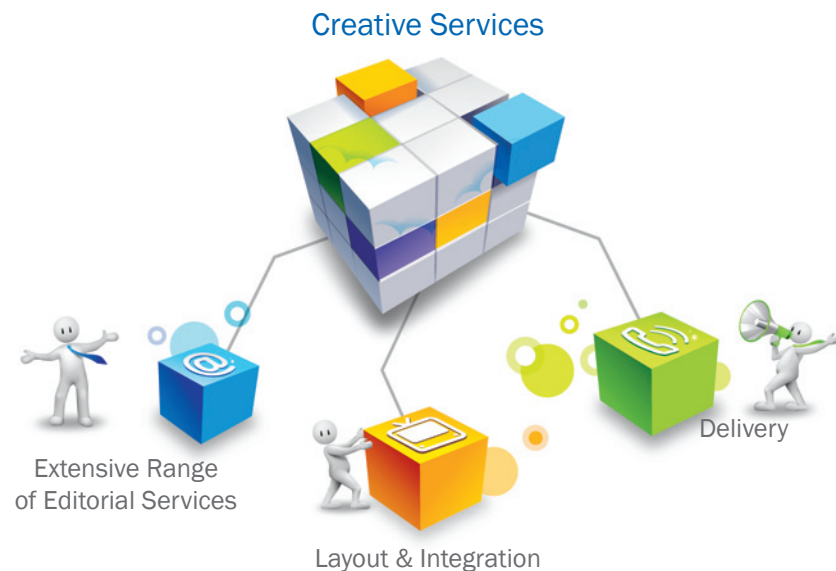 Creative Services
@
Delivery
Extensive Range
of Editorial Services
Layout & Integration